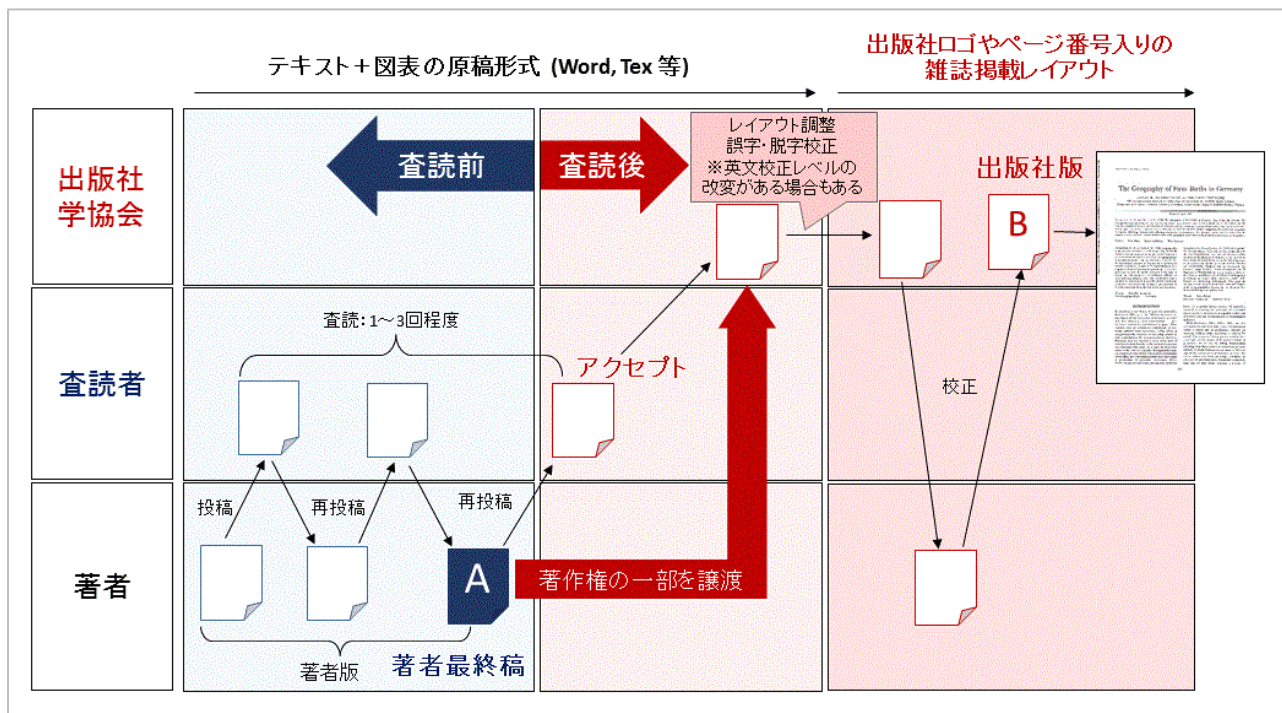 テキスト＋図表の原稿形式 (Word, Tex 等)
出版社ロゴやページ番号入りの
雑誌掲載レイアウト
出版社
学協会
査読前
査読後
レイアウト調整
誤字・脱字校正
※英文校正レベルの
改変がある場合もある
出版社版
B
The Geography of Firm Births in Germany
査読者
査読：1～3回程度
アクセプト
校正
投稿
再投稿
再投稿
著者
A
著作権の一部を譲渡
著者版
著者最終稿